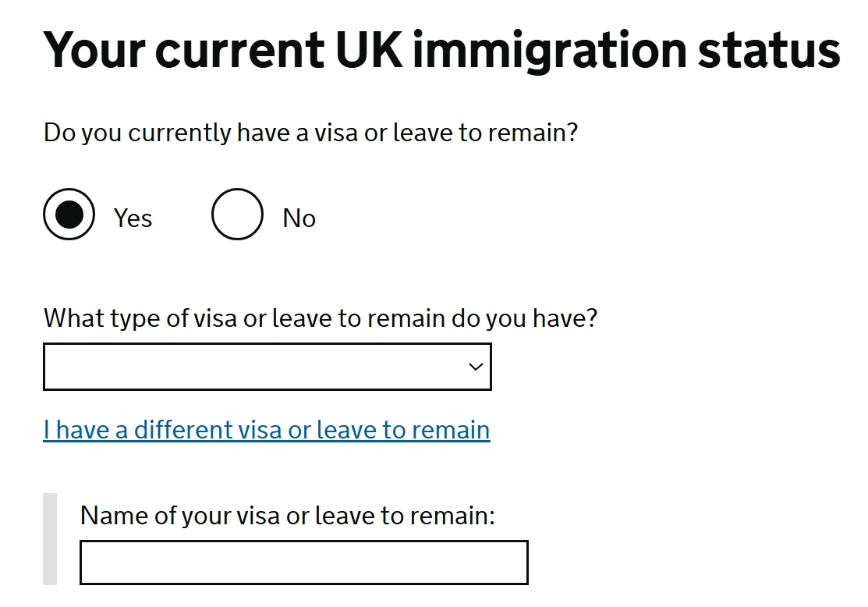 Your current UK immigration status
Do you currently have a visa or leave to remain?
Yes No
What type of visa or leave to remain do you have?
I have a different visa or leave to remain
Name of your visa or leave to remain: